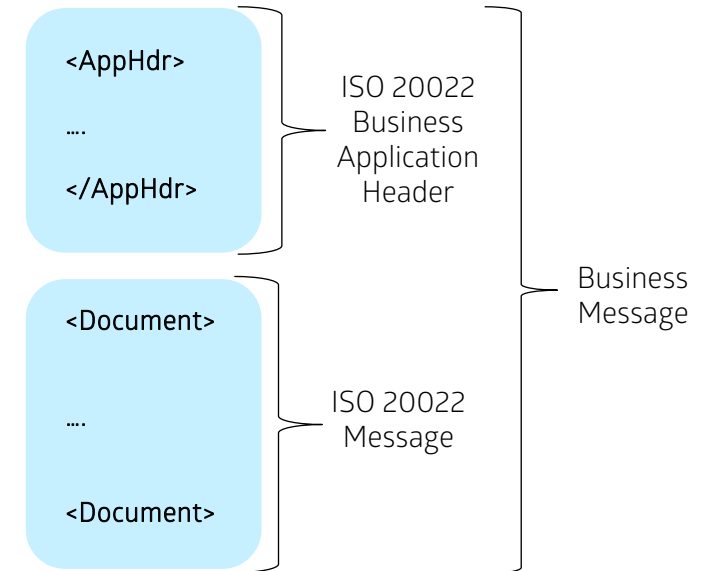 <AppHdr>
....
</AppHdr>
ISO 20022
Business
Application
Header
<Document>
....
<Document>
ISO 20022
Message
Business
Message